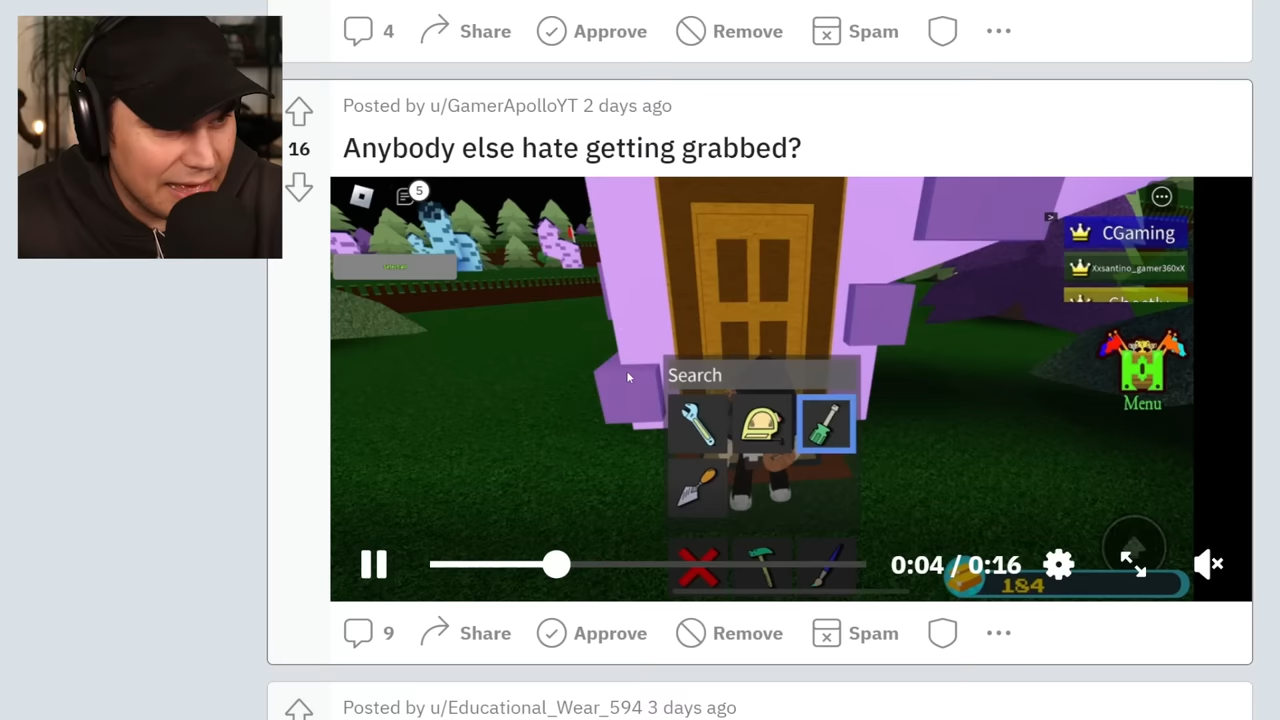 4 Share Approve Remove Spam
Posted by u/GamerApolloYT 2 days ago
16
Anybody else hate getting grabbed?
5
CGaming
Xxsantino_gamer360xX
Search
Menu
0:04 / 0:16
184
9 Share Approve Remove Spam
Posted by u/Educational_Wear_594 3 days ago